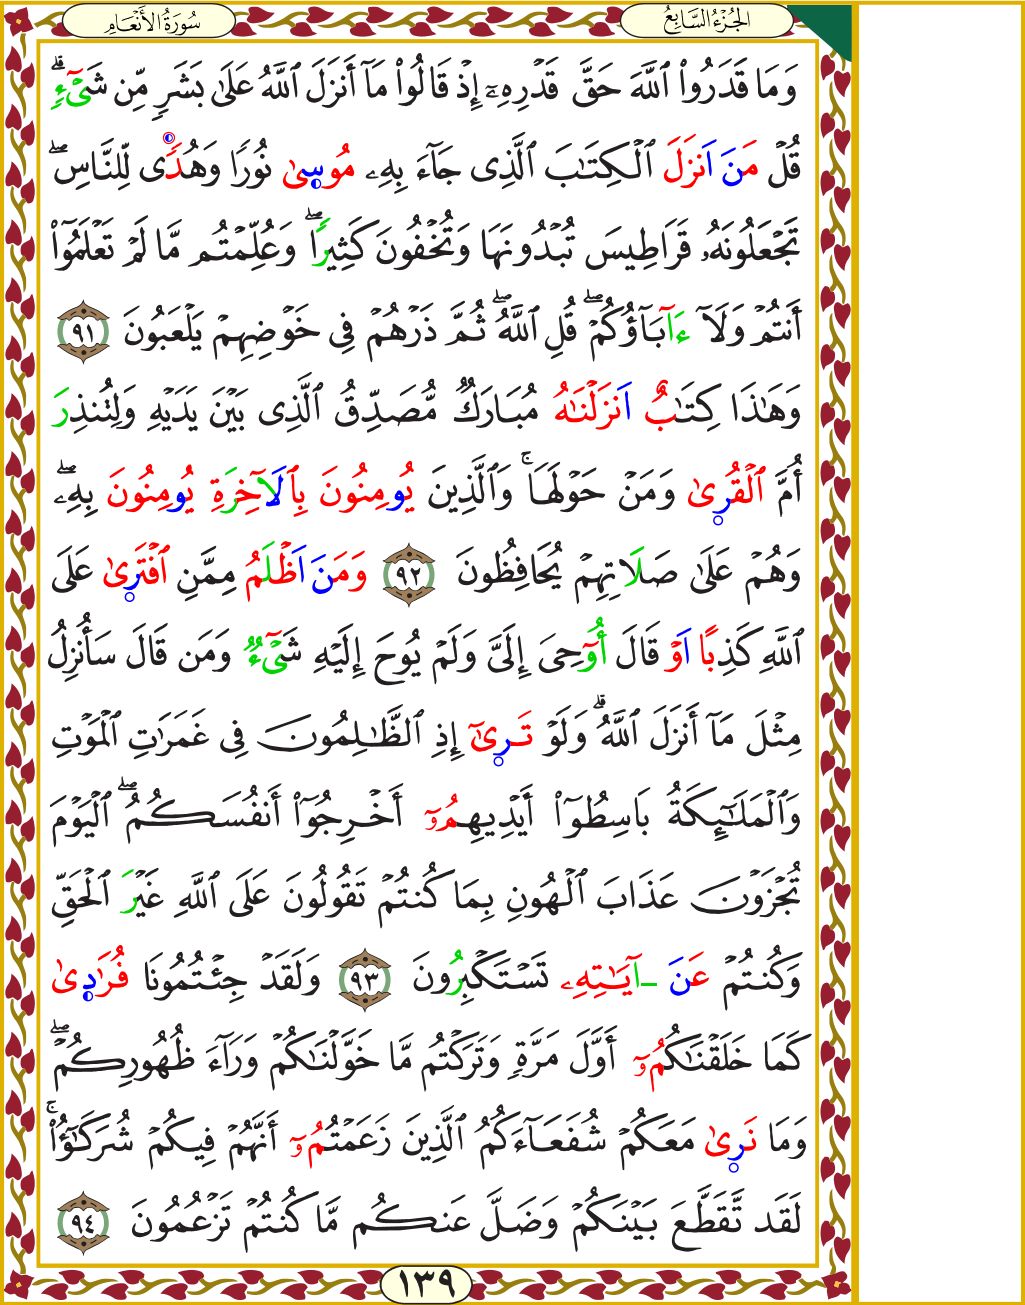 الجُزْءُ السَّابِعُ
سُورَةُ الأَنْعَامِ
وَمَا قَدَرُوا۟ ٱللَّهَ حَقَّ قَدْرِهِۦٓ إِذْ قَالُوا۟ مَآ أَنزَلَ ٱللَّهُ عَلَىٰ بَشَرٍ مِّن شَىْءٍۗ
قُلْ مَنَ اَنزَلَ ٱلْكِتَـٰبَ ٱلَّذِى جَآءَ بِهِۦ مُوسٜىٰ نُورًا وَهُدًى لِّلنَّاسِۖ
تَجْعَلُونَهُۥ قَرَاطِيسَ تُبْدُونَهَا وَتُخْفُونَ كَثِيرًاۖ وَعُلِّمْتُم مَّا لَمْ تَعْلَمُوٓا۟
أَنتُمْ وَلَآ ءَابَآؤُكُمْۖ قُلِ ٱللَّهُۖ ثُمَّ ذَرْهُمْ فِى خَوْضِهِمْ يَلْعَبُونَ ٩١
وَهَـٰذَا كِتَـٰبٌ اَنزَلْنَـٰهُ مُبَارَكٌ مُّصَدِّقُ ٱلَّذِى بَيْنَ يَدَيْهِ وَلِتُنذِرَ
أُمَّ ٱلْقُرٜىٰ وَمَنْ حَوْلَهَاۚ وَٱلَّذِينَ يُومِنُونَ بِٱلَاخِرَةِ يُومِنُونَ بِهِۦۖ
وَهُمْ عَلَىٰ صَلَاتِهِمْ يُحَافِظُونَ ٩٢ وَمَنَ اَظْلَمُ مِمَّنِ ٱفْتَرٜىٰ عَلَى
ٱللَّهِ كَذِبًا اَوْ قَالَ أُوحِىَ إِلَىَّ وَلَمْ يُوحَ إِلَيْهِ شَىْءٌ وَمَن قَالَ سَأُنزِلُ
مِثْلَ مَآ أَنزَلَ ٱللَّهُۗ وَلَوْ تَرٜىٰٓ إِذِ ٱلظَّـٰلِمُونَ فِى غَمَرَٰتِ ٱلْمَوْتِ
وَٱلْمَلَـٰٓئِكَةُ بَاسِطُوٓا۟ أَيْدِيهِمُۥٓ أَخْرِجُوٓا۟ أَنفُسَكُمُۖ ٱلْيَوْمَ
تُجْزَوْنَ عَذَابَ ٱلْهُونِ بِمَا كُنتُمْ تَقُولُونَ عَلَى ٱللَّهِ غَيْرَ ٱلْحَقِّ
وَكُنتُمْ عَنَ ـايَـٰتِهِۦ تَسْتَكْبِرُونَ ٩٣ وَلَقَدْ جِئْتُمُونَا فُرَٰدٜىٰ
كَمَا خَلَقْنَـٰكُمُۥٓ أَوَّلَ مَرَّةٍ وَتَرَكْتُم مَّا خَوَّلْنَـٰكُمْ وَرَآءَ ظُهُورِكُمْۖ
وَمَا نَرٜىٰ مَعَكُمْ شُفَعَآءَكُمُ ٱلَّذِينَ زَعَمْتُمُۥٓ أَنَّهُمْ فِيكُمْ شُرَكَـٰٓؤُا۟ۚ
لَقَد تَّقَطَّعَ بَيْنَكُمْ وَضَلَّ عَنكُم مَّا كُنتُمْ تَزْعُمُونَ ٩٤
١٣٩